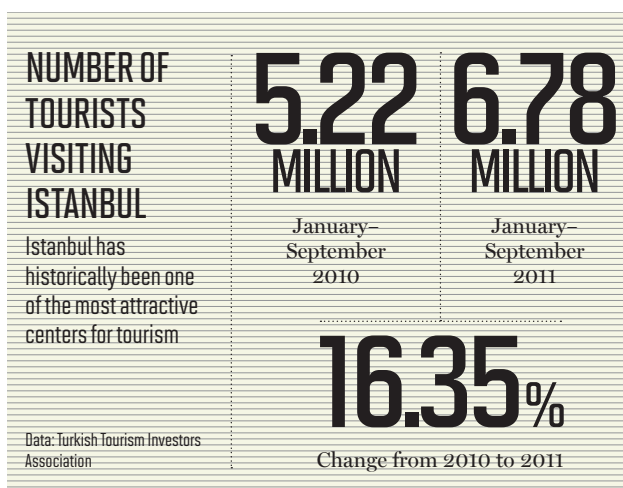 NUMBER OF
TOURISTS
VISITING
ISTANBUL
Istanbul has
historically been one
of the most attractive
centers for tourism
Data: Turkish Tourism Investors
Association
5.22
MILLION
January–
September
2010
6.78
MILLION
January–
September
2011
16.35%
Change from 2010 to 2011